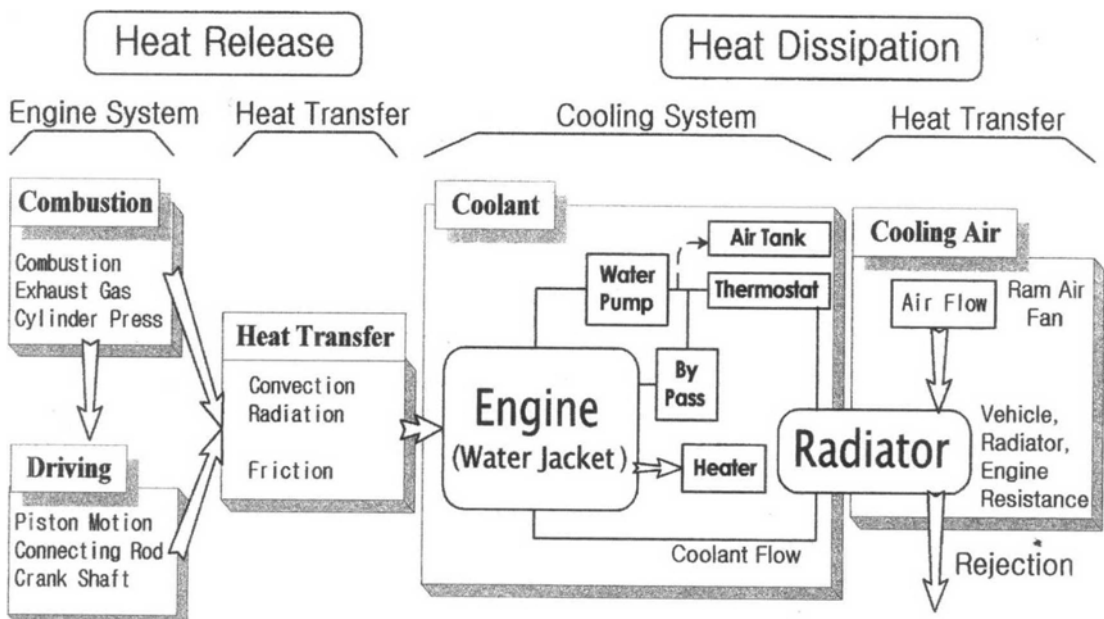 Heat Release
Heat Dissipation
Engine System
Heat Transfer
Cooling System
Heat Transfer
Combustion
Combustion
Exhaust Gas
Cylinder Press
Driving
Piston Motion
Connecting Rod
Crank Shaft
Heat Transfer
Convection
Radiation
Friction
Coolant
Air Tank
Water
Pump
Thermostat
By
Pass
Engine
(Water Jacket)
Heater
Coolant Flow
Cooling Air
Air Flow
Ram Air
Fan
Radiator
Vehicle,
Radiator,
Engine
Resistance
Rejection